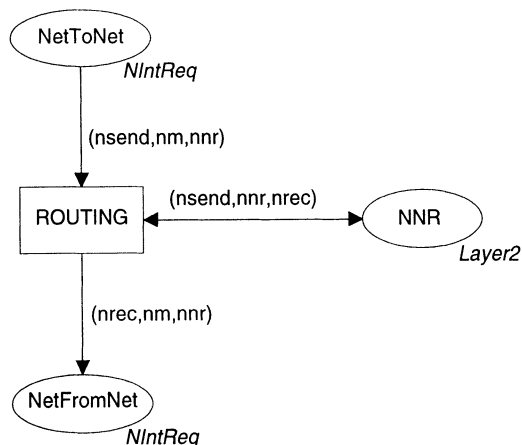 NetToNet
NIntReq
(nsend,nm,nnr)
(nsend,nnr,nrec)
ROUTING
NNR
Layer2
(nrec,nm,nnr)
NetFromNet
NIntReq